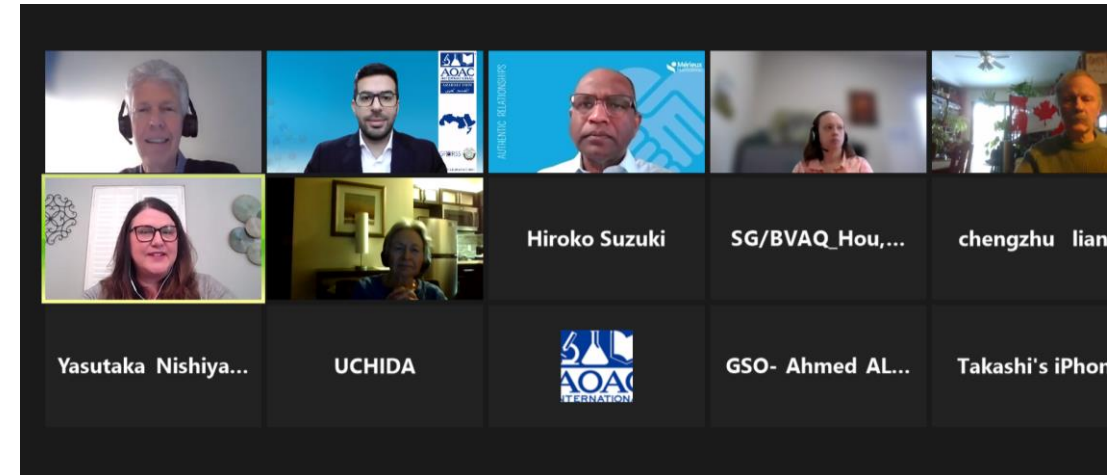 AOAC
INTERNATIONAL
AUTHENTIC RELATIONSHIPS
Mérieux
Hiroko Suzuki
SG/BVAQ_Hou,...
chengzhu lian
Yasutaka Nishiya...
UCHIDA
AOAC
INTERNATIONAL
GSO- Ahmed AL...
Takashi's iPhon